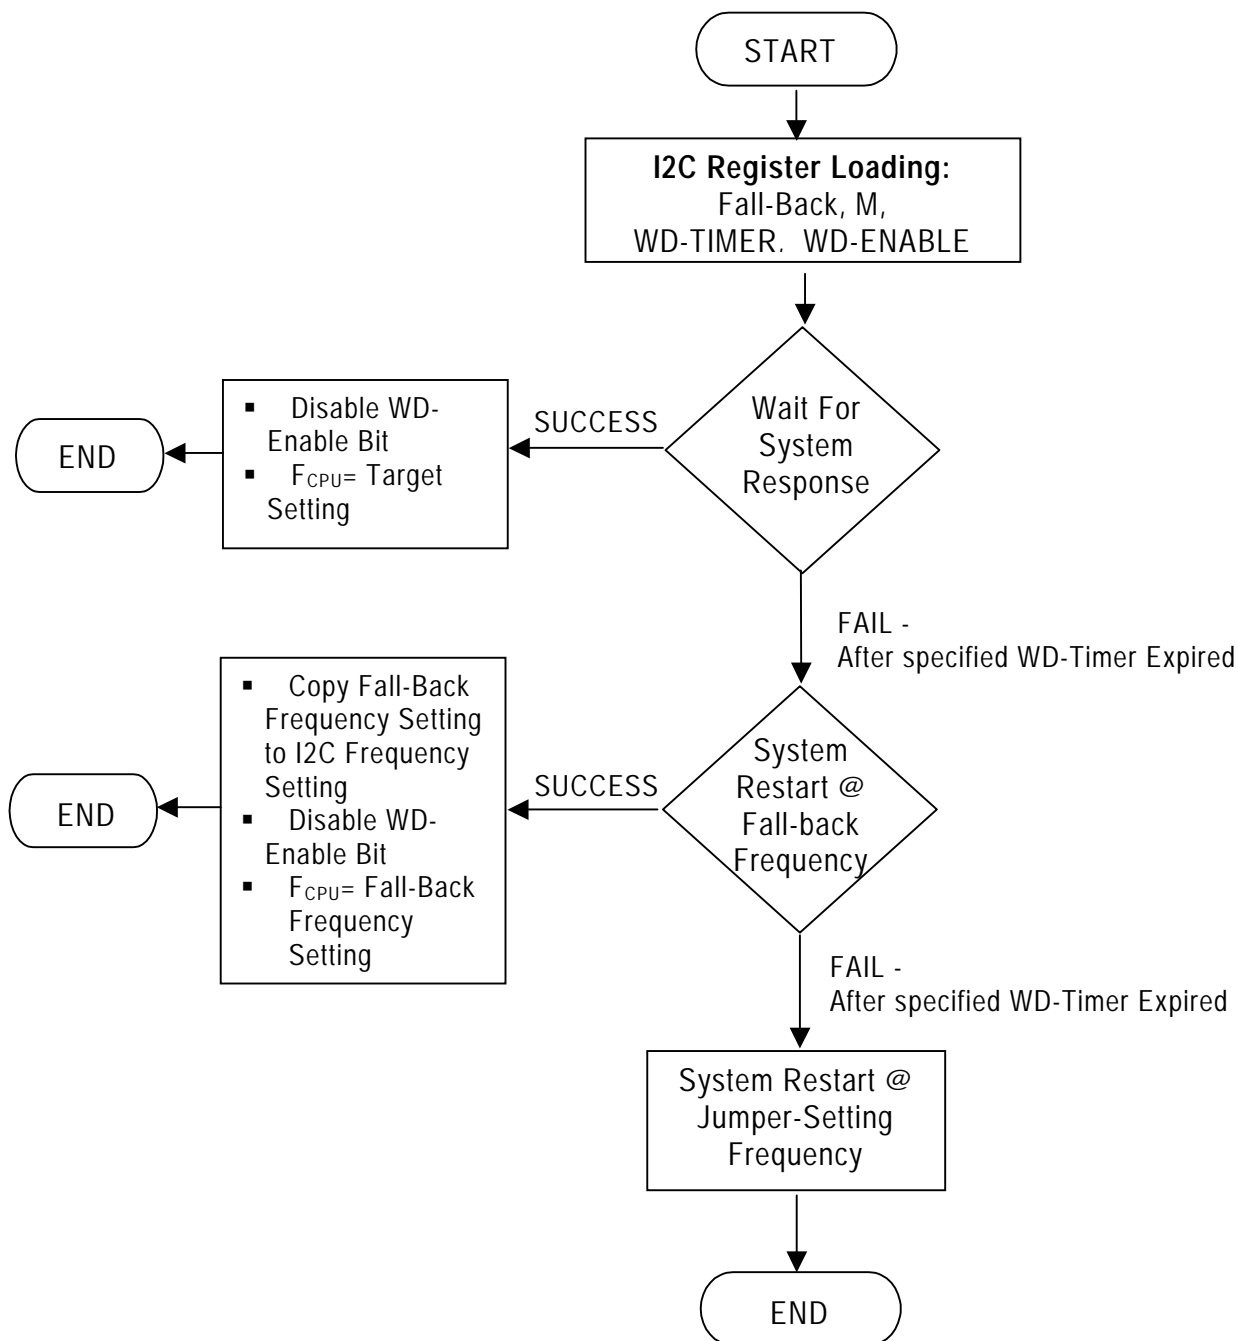 START
I2C Register Loading:
Fall-Back, M,
WD-TIMER. WD-ENABLE
Wait For
System
Response
SUCCESS
▪ Disable WD-
Enable Bit
▪ FCPU= Target
Setting
END
FAIL -
After specified WD-Timer Expired
System
Restart @
Fall-back
Frequency
SUCCESS
▪ Copy Fall-Back
Frequency Setting
to I2C Frequency
Setting
▪ Disable WD-
Enable Bit
▪ FCPU= Fall-Back
Frequency
Setting
END
FAIL -
After specified WD-Timer Expired
System Restart @
Jumper-Setting
Frequency
END